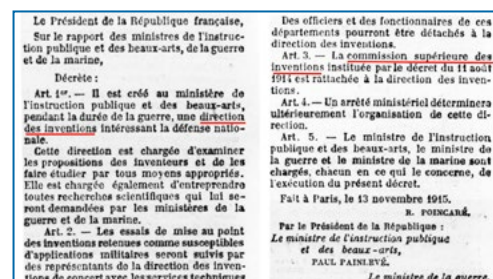 Le Président de la République française,
Sur le rapport des ministres de l'instruc-
tion publique et des beaux-arts, de la guerre
et de la marine,
Décrète :
Art. 1er. — Il est créé au ministère de
l'instruction publique et des beaux-arts,
pendant la durée de la guerre, une direction
des inventions intéressant la défense natio-
nale.
Cette direction est chargée d'examiner
les propositions des inventeurs et de les
faire étudier par tous moyens appropriés.
Elle est chargée également d'entreprendre
toutes recherches scientifiques qui lui se-
ront demandées par les ministères de la
guerre et de la marine.
Art. 2. — Les essais de mise au point
des inventions retenues comme susceptibles
d'applications militaires seront suivis par
des représentants de la direction des inven-
tions de concert avec les services techniques
Des officiers et des fonctionnaires de ces
départements pourront être détachés à la
direction des inventions.
Art. 3. — La commission supérieure des
inventions instituée par le décret du 11 août
1914 est rattachée à la direction des inven-
tions.
Art. 4. — Un arrêté ministériel déterminera
ultérieurement l'organisation de cette di-
rection.
Art. 5. — Le ministre de l'instruction
publique et des beaux-arts, le ministre de
la guerre et le ministre de la marine sont
chargés, chacun en ce qui le concerne, de
l'exécution du présent décret.
Fait à Paris, le 13 novembre 1915.
R. POINCARÉ.
Par le Président de la République :
Le ministre de l'instruction publique
et des beaux-arts,
PAUL PAINLEVÉ.
Le ministre de la guerre,